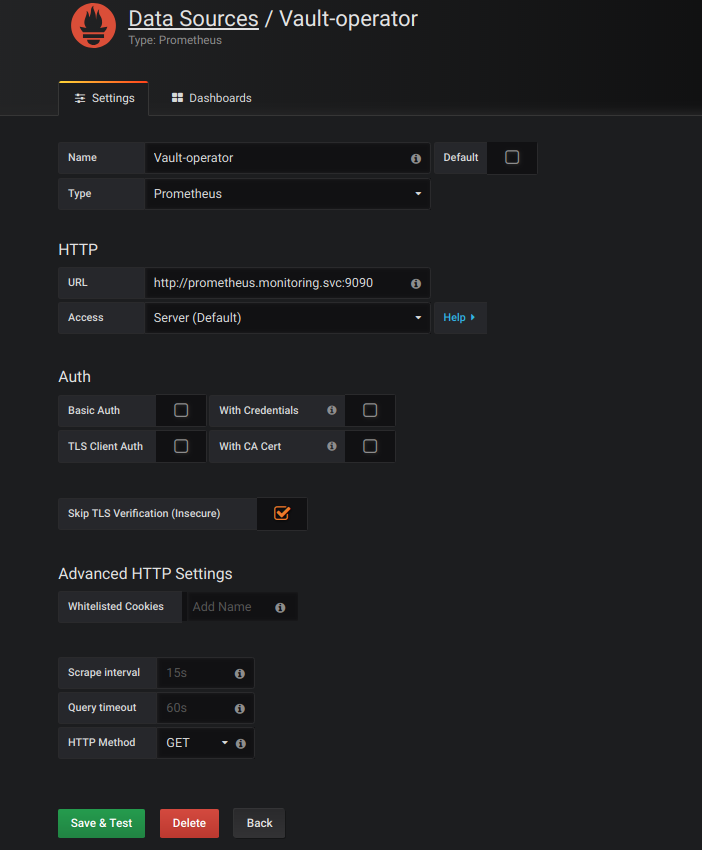 Data Sources / Vault-operator
Type: Prometheus
Settings
Dashboards
Name Vault-operator Default
Type Prometheus
HTTP
URL http://prometheus.monitoring.svc:9090
Access Server (Default) Help
Auth
Basic Auth With Credentials
TLS Client Auth With CA Cert
Skip TLS Verification (Insecure)
Advanced HTTP Settings
Whitelisted Cookies Add Name
Scrape interval 15s
Query timeout 60s
HTTP Method GET
Save & Test Delete Back